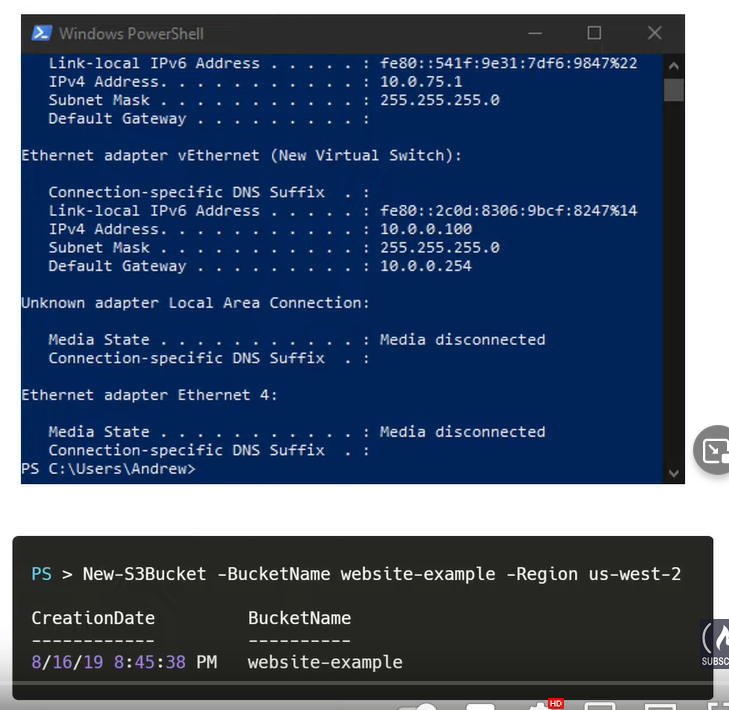 Windows PowerShell
Link-local IPv6 Address . . . . . : fe80::541f:9e31:7df6:9847%22
IPv4 Address. . . . . . . . . . . : 10.0.75.1
Subnet Mask . . . . . . . . . . . : 255.255.255.0
Default Gateway . . . . . . . . . :
Ethernet adapter vEthernet (New Virtual Switch):
Connection-specific DNS Suffix  . :
Link-local IPv6 Address . . . . . : fe80::2c0d:8306:9bcf:8247%14
IPv4 Address. . . . . . . . . . . : 10.0.0.100
Subnet Mask . . . . . . . . . . . : 255.255.255.0
Default Gateway . . . . . . . . . : 10.0.0.254
Unknown adapter Local Area Connection:
Media State . . . . . . . . . . . : Media disconnected
Connection-specific DNS Suffix  . :
Ethernet adapter Ethernet 4:
Media State . . . . . . . . . . . : Media disconnected
Connection-specific DNS Suffix  . :
PS C:\Users\Andrew>
PS > New-S3Bucket -BucketName website-example -Region us-west-2
CreationDate         BucketName
------------         ----------
8/16/19 8:45:38 PM   website-example
SUBSC
HD